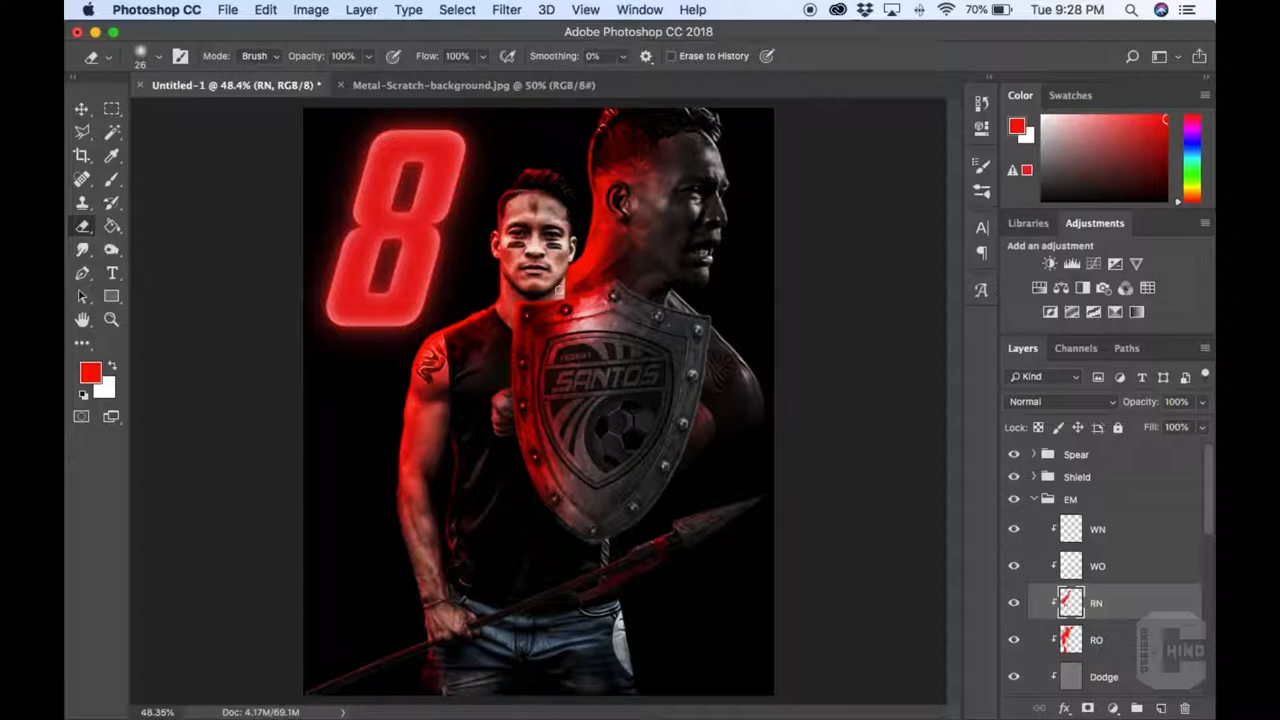 Photoshop CC File Edit Image Layer Type Select Filter 3D View Window Help 70% Tue 9:28 PM
Adobe Photoshop CC 2018
26 Mode: Brush Opacity: 100% Flow: 100% Smoothing: 0% Erase to History
Untitled-1 @ 48.4% (RN, RGB/8) * Metal-Scratch-background.jpg @ 50% (RGB/8#)
Color Swatches
8
Libraries Adjustments
Add an adjustment
SANTOS
Layers Channels Paths
Kind
Normal Opacity: 100%
Lock: Fill: 100%
Spear
Shield
EM
WN
WO
RN
RO
Dodge
CHINO
48.35% Doc: 4.17M/69.1M